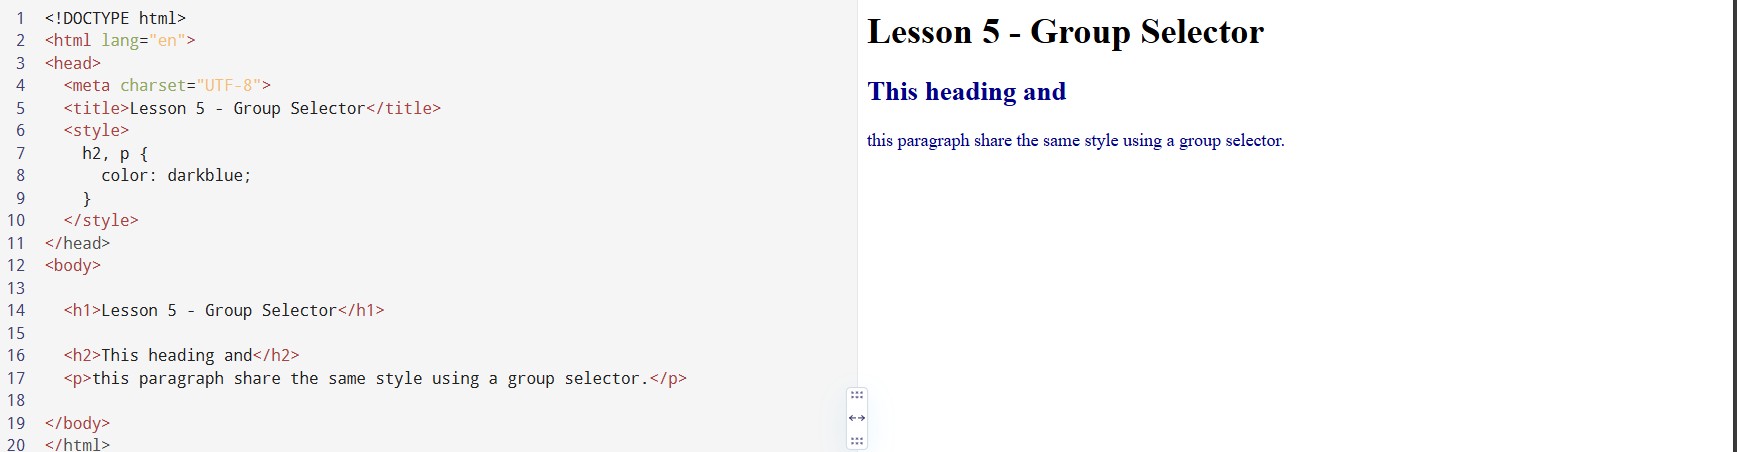 1 <!DOCTYPE html>
2 <html lang="en">
3 <head>
4   <meta charset="UTF-8">
5   <title>Lesson 5 - Group Selector</title>
6   <style>
7     h2, p {
8       color: darkblue;
9     }
10   </style>
11 </head>
12 <body>
13
14   <h1>Lesson 5 - Group Selector</h1>
15
16   <h2>This heading and</h2>
17   <p>this paragraph share the same style using a group selector.</p>
18
19 </body>
20 </html>
Lesson 5 - Group Selector
This heading and
this paragraph share the same style using a group selector.